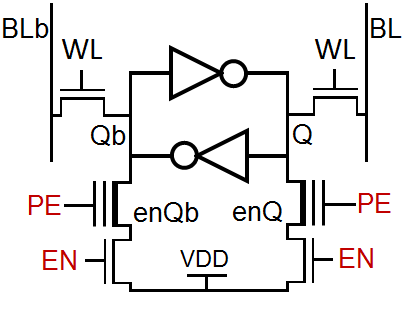 BLb BL
WL WL
Qb Q
PE enQb enQ PE
EN VDD EN